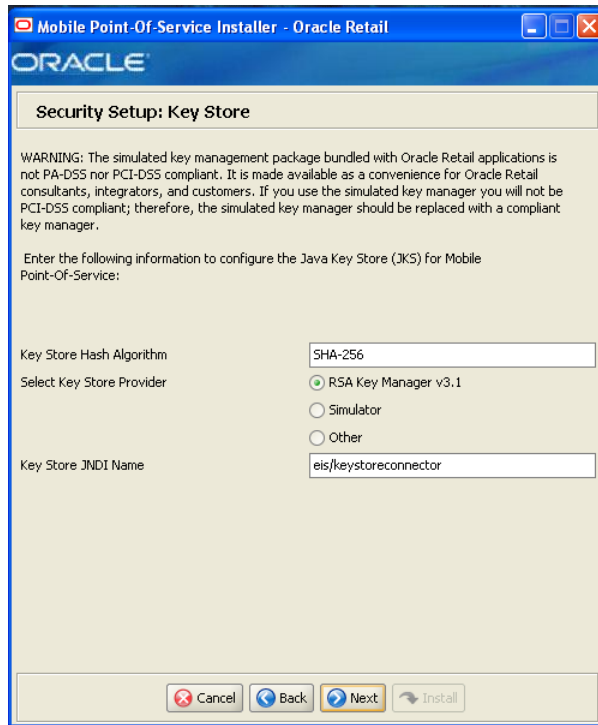 Mobile Point-Of-Service Installer - Oracle Retail
ORACLE
Security Setup: Key Store
WARNING: The simulated key management package bundled with Oracle Retail applications is
not PA-DSS nor PCI-DSS compliant. It is made available as a convenience for Oracle Retail
consultants, integrators, and customers. If you use the simulated key manager you will not be
PCI-DSS compliant; therefore, the simulated key manager should be replaced with a compliant
key manager.
Enter the following information to configure the Java Key Store (JKS) for Mobile
Point-Of-Service:
Key Store Hash Algorithm SHA-256
Select Key Store Provider RSA Key Manager v3.1
Simulator
Other
Key Store JNDI Name eis/keystoreconnector
Cancel Back Next Install